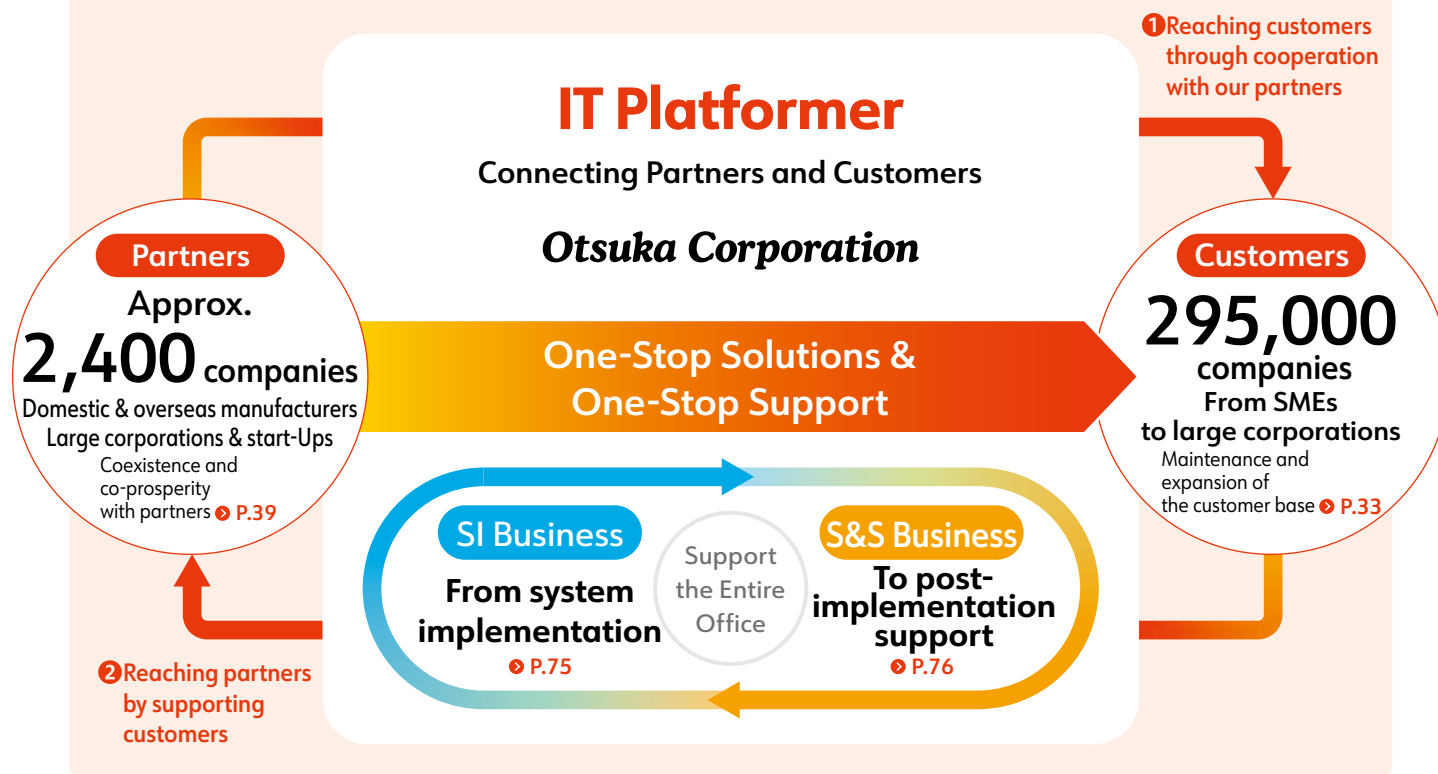 ❶Reaching customers
through cooperation
with our partners
IT Platformer
Connecting Partners and Customers
Otsuka Corporation
Partners
Approx.
2,400 companies
Domestic & overseas manufacturers
Large corporations & start-Ups
Coexistence and
co-prosperity
with partners P.39
One-Stop Solutions &
One-Stop Support
Customers
295,000
companies
From SMEs
to large corporations
Maintenance and
expansion of
the customer base P.33
SI Business
From system
implementation
P.75
Support
the Entire
Office
S&S Business
To post-
implementation
support
P.76
❷Reaching partners
by supporting
customers